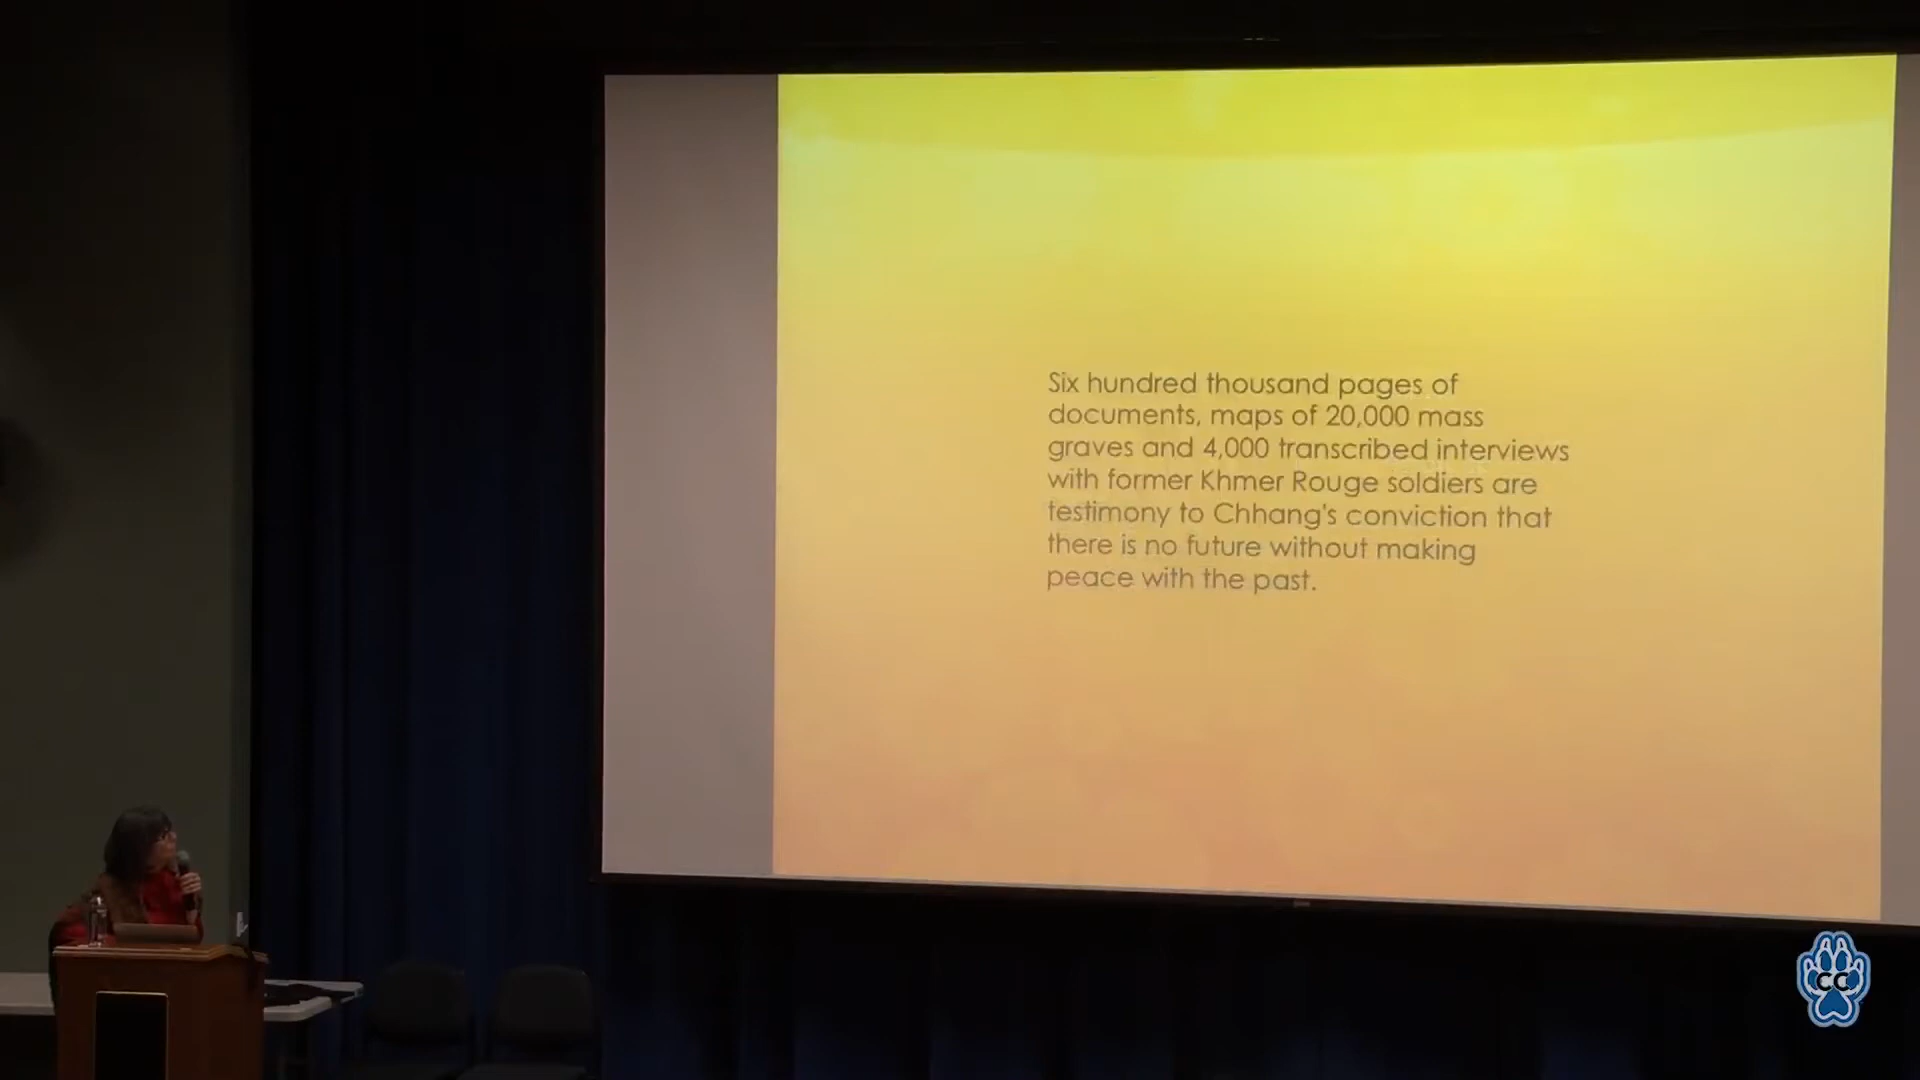 Six hundred thousand pages of
documents, maps of 20,000 mass
graves and 4,000 transcribed interviews
with former Khmer Rouge soldiers are
testimony to Chhang's conviction that
there is no future without making
peace with the past.
CC